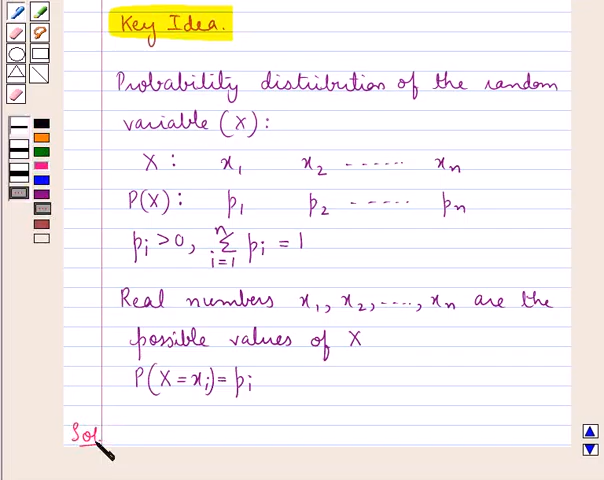 Key Idea.
Probability distribution of the random
variable (X) :
X : x₁ x₂ ------- xₙ
P(X) : p₁ p₂ ------- pₙ
pᵢ > 0, n∑i=1 pᵢ = 1
Real numbers x₁, x₂, ----, xₙ are the
possible values of X
P(X = xᵢ) = pᵢ
Sol.